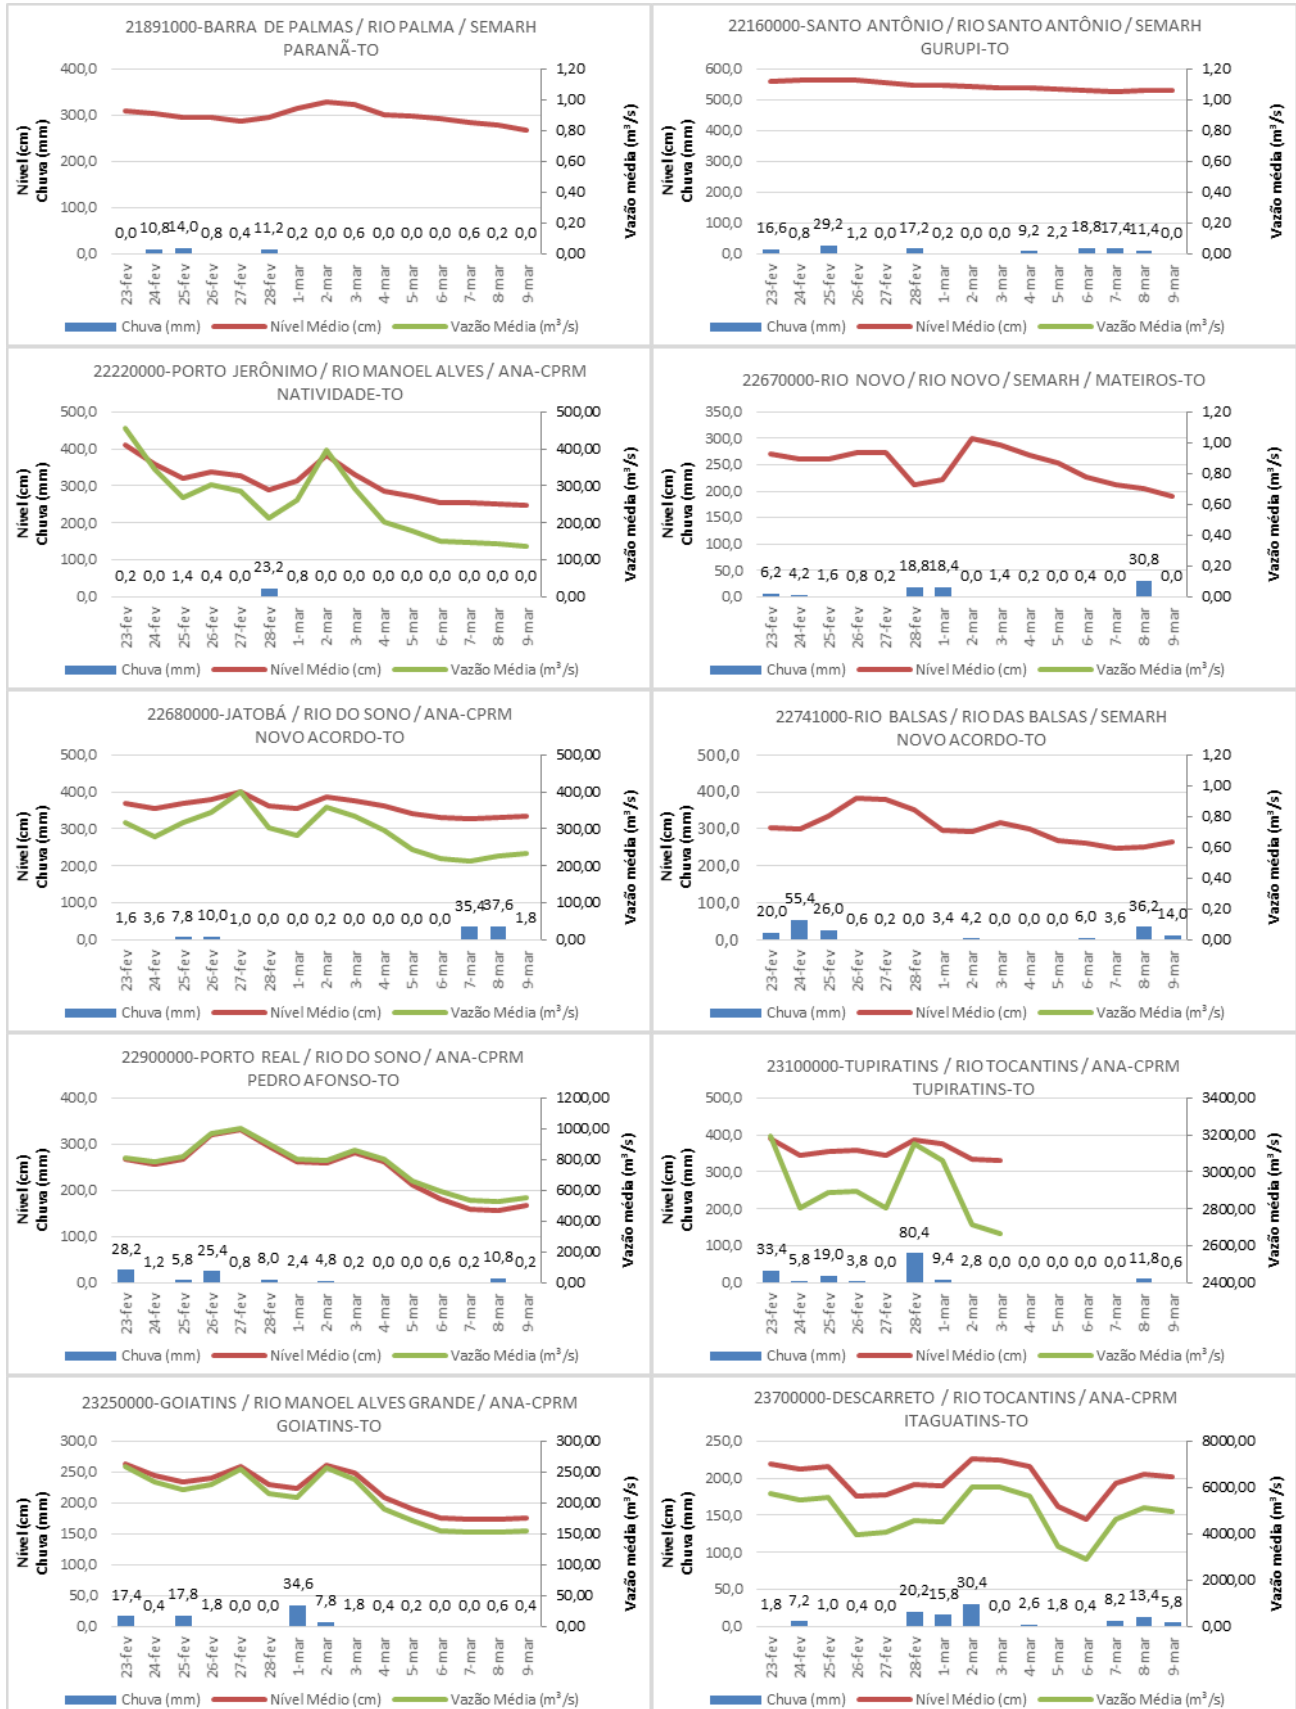 21891000-BARRA DE PALMAS / RIO PALMA / SEMARH
PARANÃ-TO
400,0
300,0
200,0
100,0
0,0
1,20
1,00
0,80
0,60
0,40
0,20
0,00
Nível (cm)
Chuva (mm)
Vazão média (m³/s)
0,0 10,8 14,0 0,8 0,4 11,2 0,2 0,0 0,6 0,0 0,0 0,0 0,6 0,2 0,0
23-fev 24-fev 25-fev 26-fev 27-fev 28-fev 1-mar 2-mar 3-mar 4-mar 5-mar 6-mar 7-mar 8-mar 9-mar
Chuva (mm) Nível Médio (cm) Vazão Média (m³/s)
22160000-SANTO ANTÔNIO / RIO SANTO ANTÔNIO / SEMARH
GURUPI-TO
600,0
500,0
400,0
300,0
200,0
100,0
0,0
1,20
1,00
0,80
0,60
0,40
0,20
0,00
Nível (cm)
Chuva (mm)
Vazão média (m³/s)
16,6 0,8 29,2 1,2 0,0 17,2 0,2 0,0 0,0 9,2 2,2 18,8 17,4 11,4 0,0
23-fev 24-fev 25-fev 26-fev 27-fev 28-fev 1-mar 2-mar 3-mar 4-mar 5-mar 6-mar 7-mar 8-mar 9-mar
Chuva (mm) Nível Médio (cm) Vazão Média (m³/s)
22220000-PORTO JERÔNIMO / RIO MANOEL ALVES / ANA-CPRM
NATIVIDADE-TO
500,0
400,0
300,0
200,0
100,0
0,0
500,00
400,00
300,00
200,00
100,00
0,00
Nível (cm)
Chuva (mm)
Vazão média (m³/s)
0,2 0,0 1,4 0,4 0,0 23,2 0,8 0,0 0,0 0,0 0,0 0,0 0,0 0,0 0,0
23-fev 24-fev 25-fev 26-fev 27-fev 28-fev 1-mar 2-mar 3-mar 4-mar 5-mar 6-mar 7-mar 8-mar 9-mar
Chuva (mm) Nível Médio (cm) Vazão Média (m³/s)
22670000-RIO NOVO / RIO NOVO / SEMARH / MATEIROS-TO
350,0
300,0
250,0
200,0
150,0
100,0
50,0
0,0
1,20
1,00
0,80
0,60
0,40
0,20
0,00
Nível (cm)
Chuva (mm)
Vazão média (m³/s)
6,2 4,2 1,6 0,8 0,2 18,8 18,4 0,0 1,4 0,2 0,0 0,4 0,0 30,8 0,0
23-fev 24-fev 25-fev 26-fev 27-fev 28-fev 1-mar 2-mar 3-mar 4-mar 5-mar 6-mar 7-mar 8-mar 9-mar
Chuva (mm) Nível Médio (cm) Vazão Média (m³/s)
22680000-JATOBÁ / RIO DO SONO / ANA-CPRM
NOVO ACORDO-TO
500,0
400,0
300,0
200,0
100,0
0,0
500,00
400,00
300,00
200,00
100,00
0,00
Nível (cm)
Chuva (mm)
Vazão média (m³/s)
1,6 3,6 7,8 10,0 1,0 0,0 0,0 0,2 0,0 0,0 0,0 0,0 35,4 37,6 1,8
23-fev 24-fev 25-fev 26-fev 27-fev 28-fev 1-mar 2-mar 3-mar 4-mar 5-mar 6-mar 7-mar 8-mar 9-mar
Chuva (mm) Nível Médio (cm) Vazão Média (m³/s)
22741000-RIO BALSAS / RIO DAS BALSAS / SEMARH
NOVO ACORDO-TO
500,0
400,0
300,0
200,0
100,0
0,0
1,20
1,00
0,80
0,60
0,40
0,20
0,00
Nível (cm)
Chuva (mm)
Vazão média (m³/s)
20,0 55,4 26,0 0,6 0,2 0,0 3,4 4,2 0,0 0,0 0,0 6,0 3,6 36,2 14,0
23-fev 24-fev 25-fev 26-fev 27-fev 28-fev 1-mar 2-mar 3-mar 4-mar 5-mar 6-mar 7-mar 8-mar 9-mar
Chuva (mm) Nível Médio (cm) Vazão Média (m³/s)
22900000-PORTO REAL / RIO DO SONO / ANA-CPRM
PEDRO AFONSO-TO
400,0
300,0
200,0
100,0
0,0
1200,00
1000,00
800,00
600,00
400,00
200,00
0,00
Nível (cm)
Chuva (mm)
Vazão média (m³/s)
28,2 1,2 5,8 25,4 0,8 8,0 2,4 4,8 0,2 0,0 0,0 0,6 0,2 10,8 0,2
23-fev 24-fev 25-fev 26-fev 27-fev 28-fev 1-mar 2-mar 3-mar 4-mar 5-mar 6-mar 7-mar 8-mar 9-mar
Chuva (mm) Nível Médio (cm) Vazão Média (m³/s)
23100000-TUPIRATINS / RIO TOCANTINS / ANA-CPRM
TUPIRATINS-TO
500,0
400,0
300,0
200,0
100,0
0,0
3400,00
3200,00
3000,00
2800,00
2600,00
2400,00
Nível (cm)
Chuva (mm)
Vazão média (m³/s)
33,4 5,8 19,0 3,8 0,0 80,4 9,4 2,8 0,0 0,0 0,0 0,0 0,0 11,8 0,6
23-fev 24-fev 25-fev 26-fev 27-fev 28-fev 1-mar 2-mar 3-mar 4-mar 5-mar 6-mar 7-mar 8-mar 9-mar
Chuva (mm) Nível Médio (cm) Vazão Média (m³/s)
23250000-GOIATINS / RIO MANOEL ALVES GRANDE / ANA-CPRM
GOIATINS-TO
300,0
250,0
200,0
150,0
100,0
50,0
0,0
300,00
250,00
200,00
150,00
100,00
50,00
0,00
Nível (cm)
Chuva (mm)
Vazão média (m³/s)
17,4 0,4 17,8 1,8 0,0 0,0 34,6 7,8 1,8 0,4 0,2 0,0 0,0 0,6 0,4
23-fev 24-fev 25-fev 26-fev 27-fev 28-fev 1-mar 2-mar 3-mar 4-mar 5-mar 6-mar 7-mar 8-mar 9-mar
Chuva (mm) Nível Médio (cm) Vazão Média (m³/s)
23700000-DESCARRETO / RIO TOCANTINS / ANA-CPRM
ITAGUATINS-TO
250,0
200,0
150,0
100,0
50,0
0,0
8000,00
6000,00
4000,00
2000,00
0,00
Nível (cm)
Chuva (mm)
Vazão média (m³/s)
1,8 7,2 1,0 0,4 0,0 20,2 15,8 30,4 0,0 2,6 1,8 0,4 8,2 13,4 5,8
23-fev 24-fev 25-fev 26-fev 27-fev 28-fev 1-mar 2-mar 3-mar 4-mar 5-mar 6-mar 7-mar 8-mar 9-mar
Chuva (mm) Nível Médio (cm) Vazão Média (m³/s)